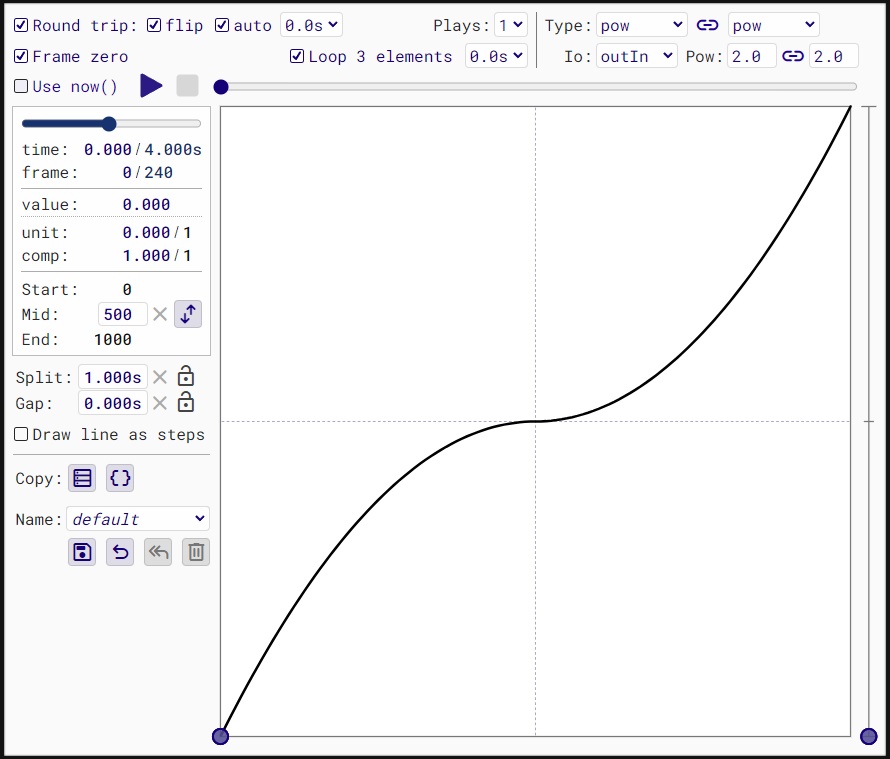 Round trip: flip auto 0.0s Plays: 1 Type: pow pow
Frame zero Loop 3 elements 0.0s Io: outIn Pow: 2.0 2.0
Use now()
time: 0.000/4.000s
frame: 0/240
value: 0.000
unit: 0.000/1
comp: 1.000/1
Start: 0
Mid: 500
End: 1000
Split: 1.000s
Gap: 0.000s
Draw line as steps
Copy: {}
Name: default